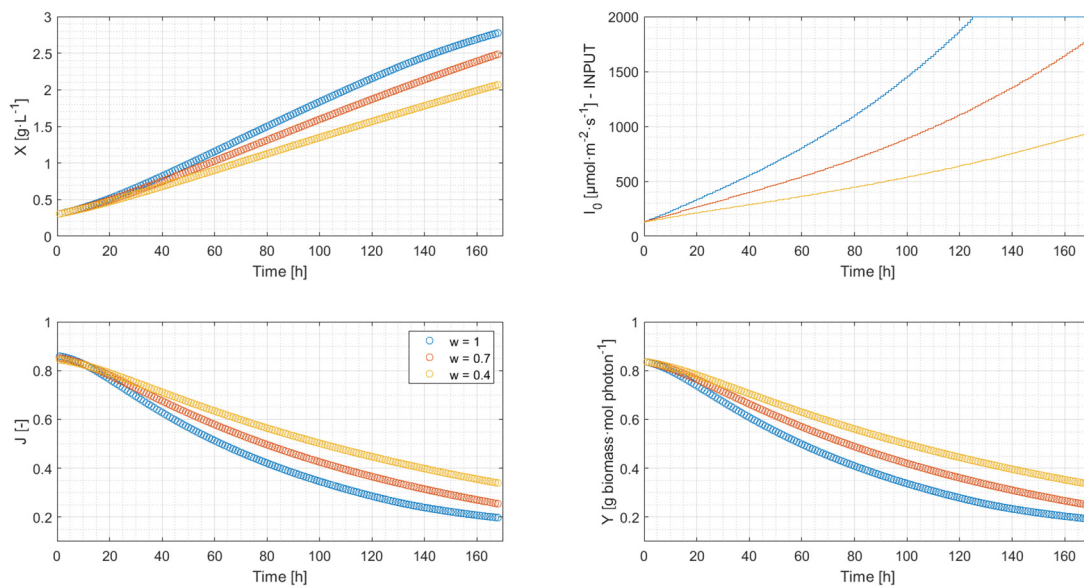 X [g·L⁻¹]
3
2.5
2
1.5
1
0.5
0
0 20 40 60 80 100 120 140 160
Time [h]
I₀ [μmol·m⁻²·s⁻¹] - INPUT
2000
1500
1000
500
0
0 20 40 60 80 100 120 140 160
Time [h]
J [-]
1
0.8
0.6
0.4
0.2
w = 1
w = 0.7
w = 0.4
0 20 40 60 80 100 120 140 160
Time [h]
Y [g biomass·mol photon⁻¹]
1
0.8
0.6
0.4
0.2
0 20 40 60 80 100 120 140 160
Time [h]